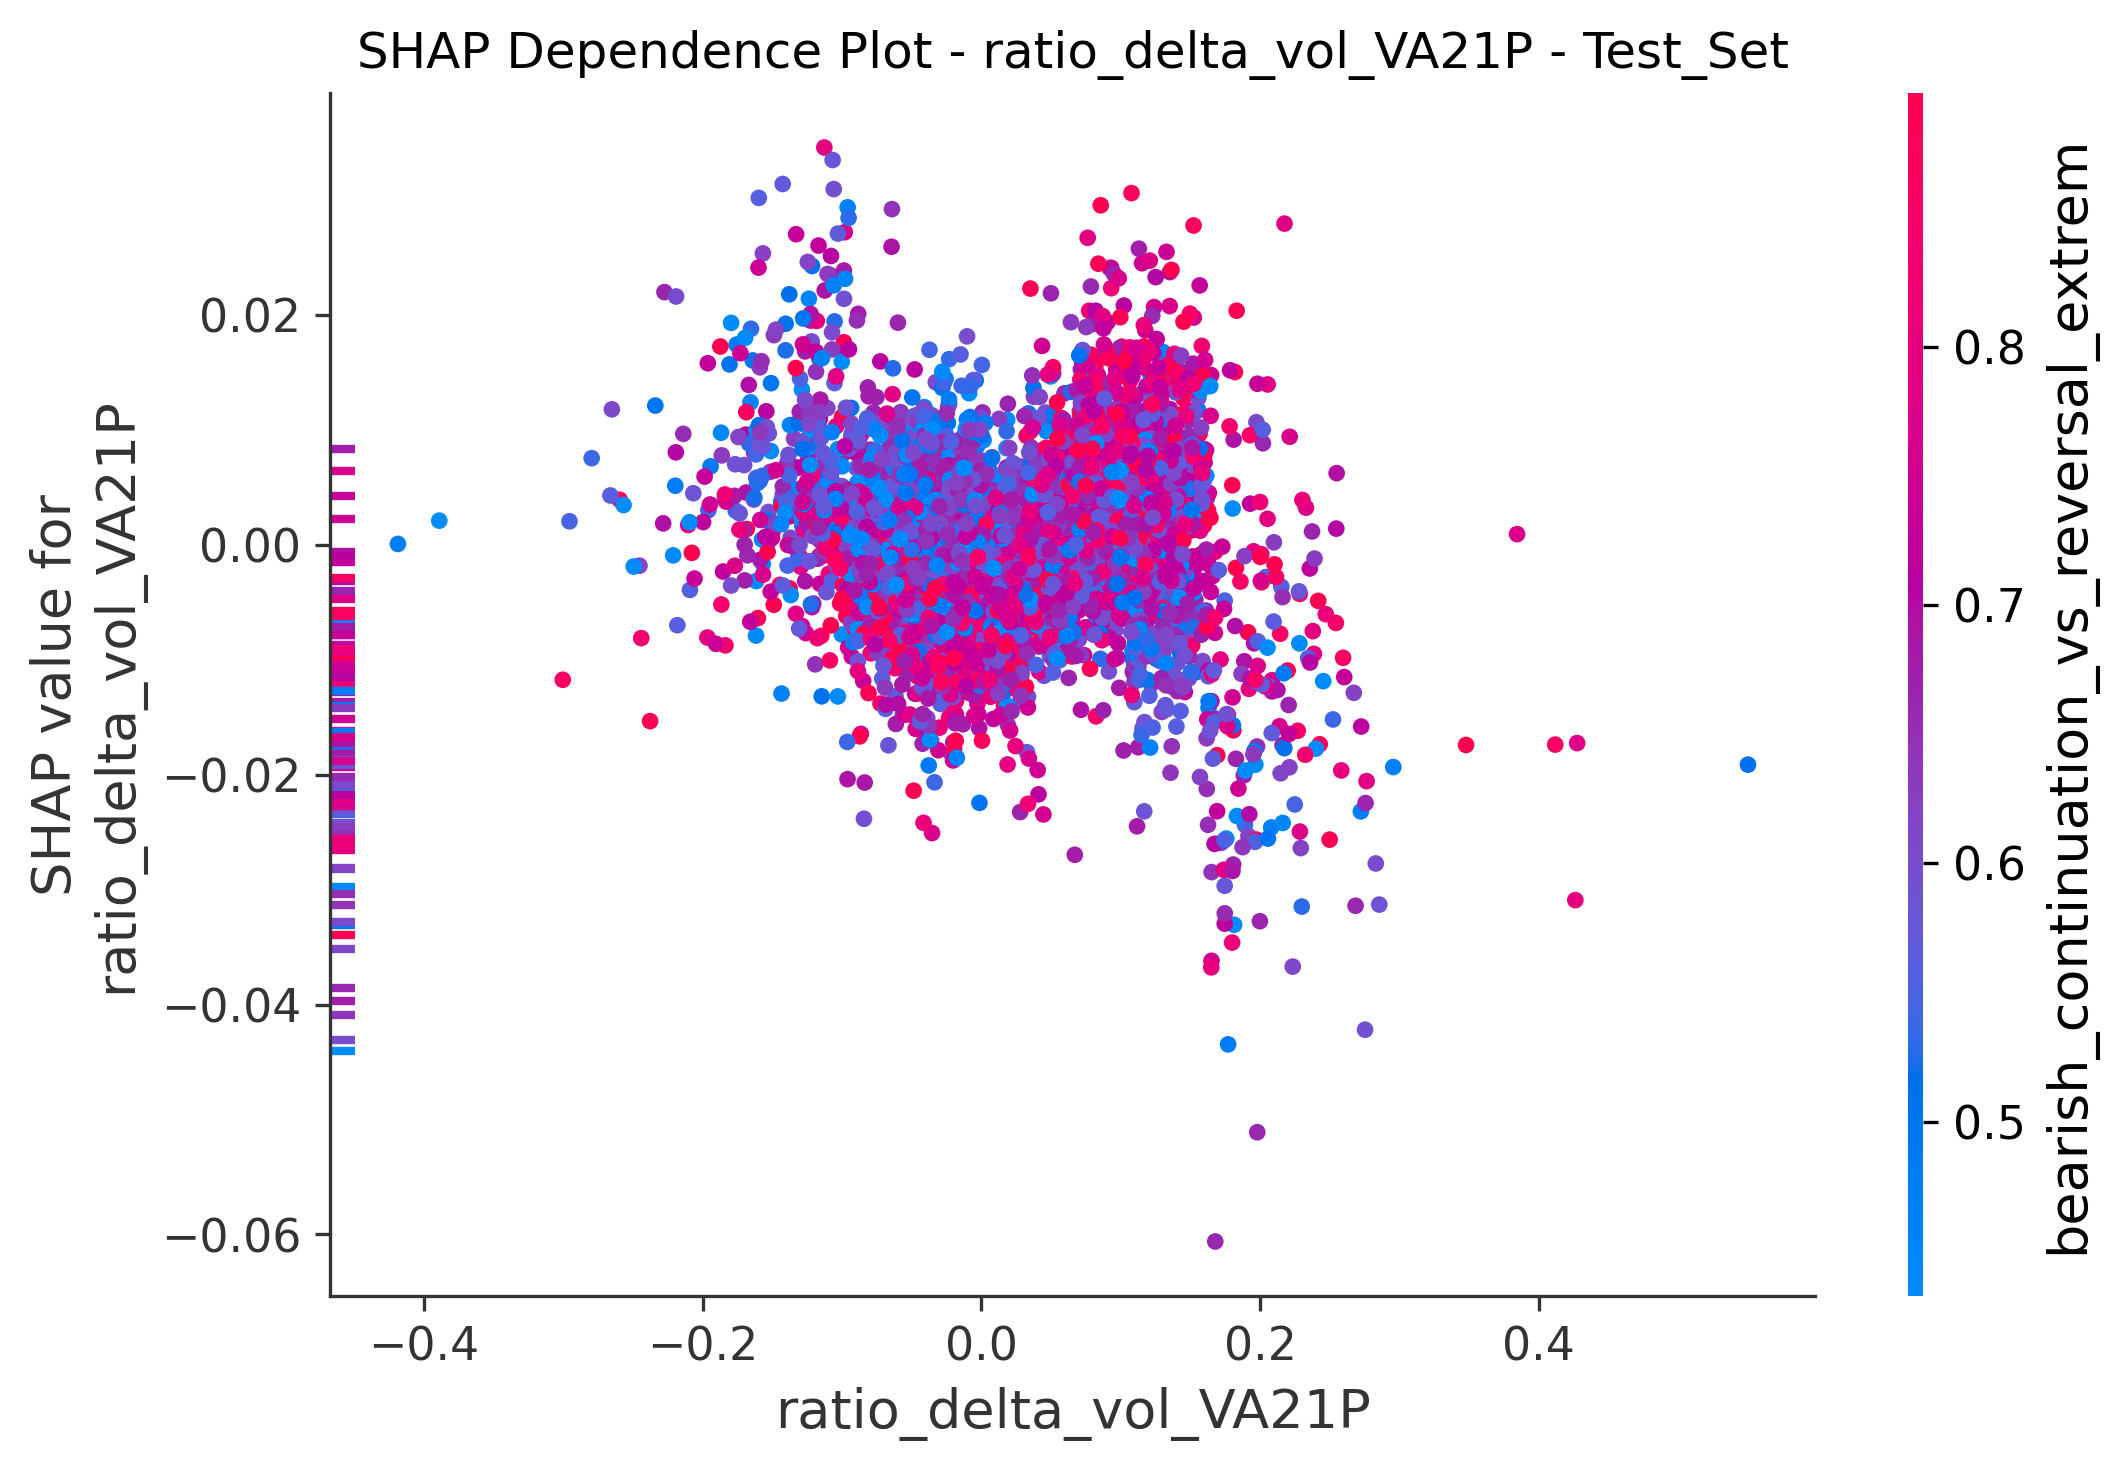 SHAP Dependence Plot - ratio_delta_vol_VA21P - Test_Set
SHAP value for
ratio_delta_vol_VA21P
0.02
0.00
−0.02
−0.04
−0.06
−0.4
−0.2
0.0
0.2
0.4
ratio_delta_vol_VA21P
0.8
0.7
0.6
0.5
bearish_continuation_vs_reversal_extrem